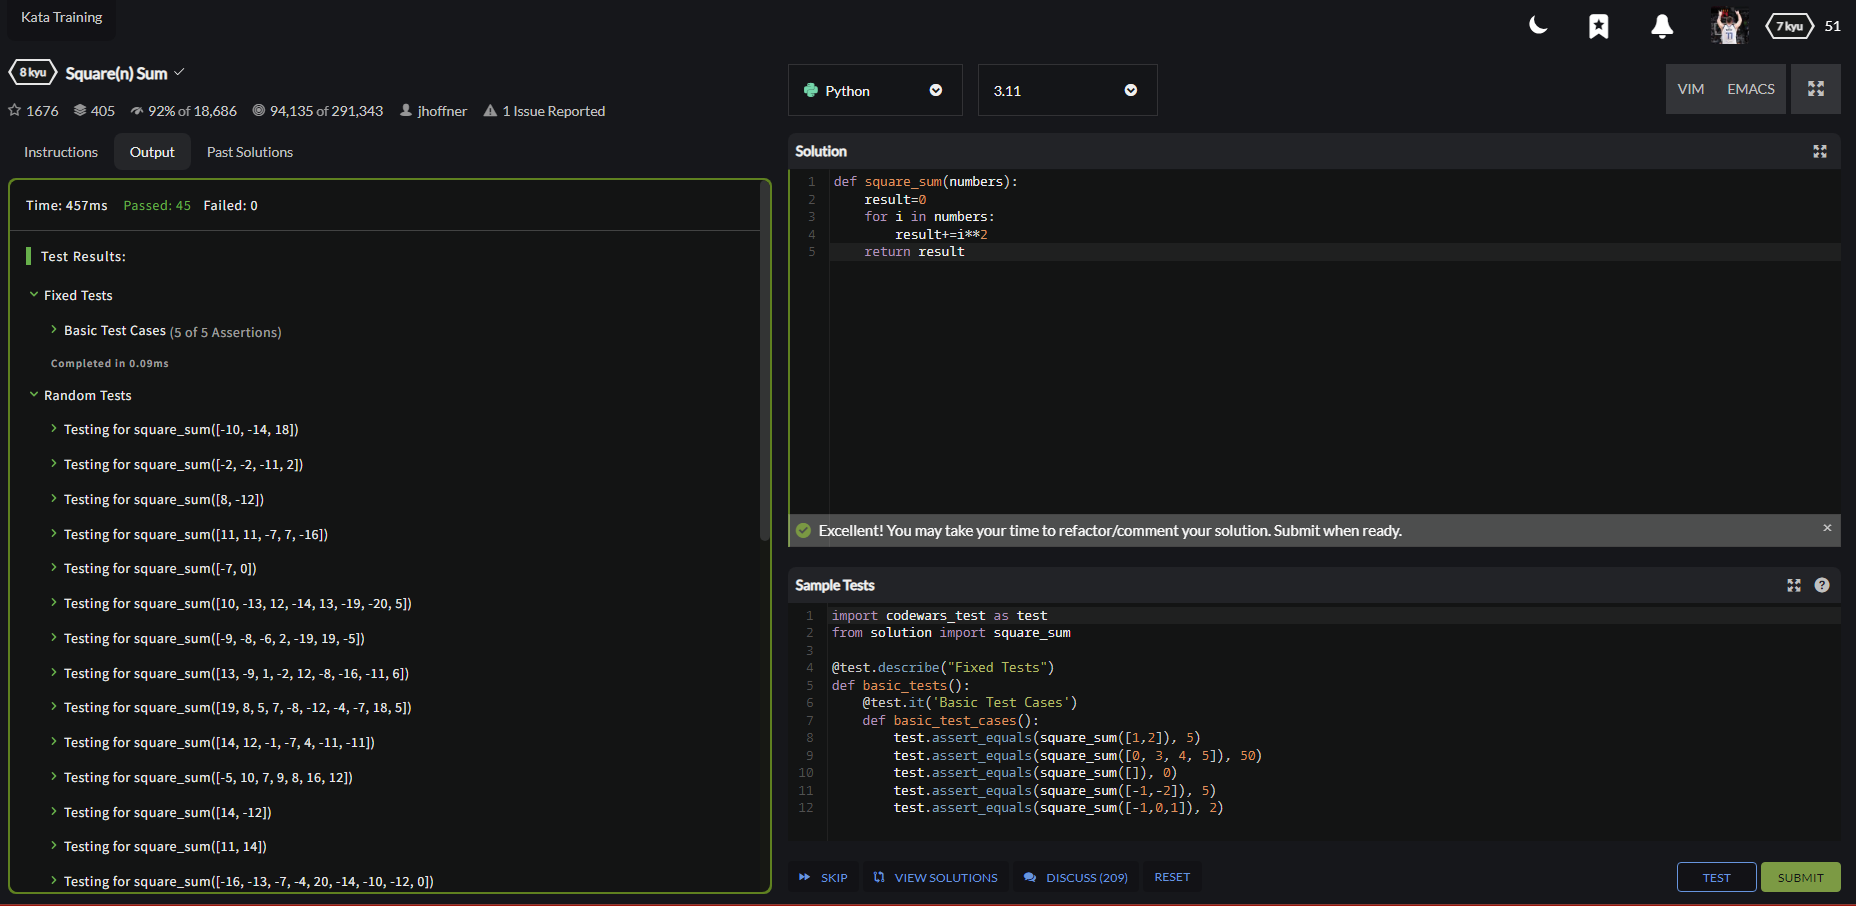 Kata Training
7 kyu 51
8 kyu Square(n) Sum
1676 405 92% of 18,686 94,135 of 291,343 jhoffner 1 Issue Reported
Instructions Output Past Solutions
Time: 457ms Passed: 45 Failed: 0
Test Results:
Fixed Tests
Basic Test Cases (5 of 5 Assertions)
Completed in 0.09ms
Random Tests
Testing for square_sum([-10, -14, 18])
Testing for square_sum([-2, -2, -11, 2])
Testing for square_sum([8, -12])
Testing for square_sum([11, 11, -7, 7, -16])
Testing for square_sum([-7, 0])
Testing for square_sum([10, -13, 12, -14, 13, -19, -20, 5])
Testing for square_sum([-9, -8, -6, 2, -19, 19, -5])
Testing for square_sum([13, -9, 1, -2, 12, -8, -16, -11, 6])
Testing for square_sum([19, 8, 5, 7, -8, -12, -4, -7, 18, 5])
Testing for square_sum([14, 12, -1, -7, 4, -11, -11])
Testing for square_sum([-5, 10, 7, 9, 8, 16, 12])
Testing for square_sum([14, -12])
Testing for square_sum([11, 14])
Testing for square_sum([-16, -13, -7, -4, 20, -14, -10, -12, 0])
Python 3.11 VIM EMACS
Solution
1 def square_sum(numbers):
2     result=0
3     for i in numbers:
4         result+=i**2
5     return result
Excellent! You may take your time to refactor/comment your solution. Submit when ready. ×
Sample Tests ?
1 import codewars_test as test
2 from solution import square_sum
3
4 @test.describe("Fixed Tests")
5 def basic_tests():
6     @test.it('Basic Test Cases')
7     def basic_test_cases():
8         test.assert_equals(square_sum([1,2]), 5)
9         test.assert_equals(square_sum([0, 3, 4, 5]), 50)
10         test.assert_equals(square_sum([]), 0)
11         test.assert_equals(square_sum([-1,-2]), 5)
12         test.assert_equals(square_sum([-1,0,1]), 2)
SKIP VIEW SOLUTIONS DISCUSS (209) RESET TEST SUBMIT